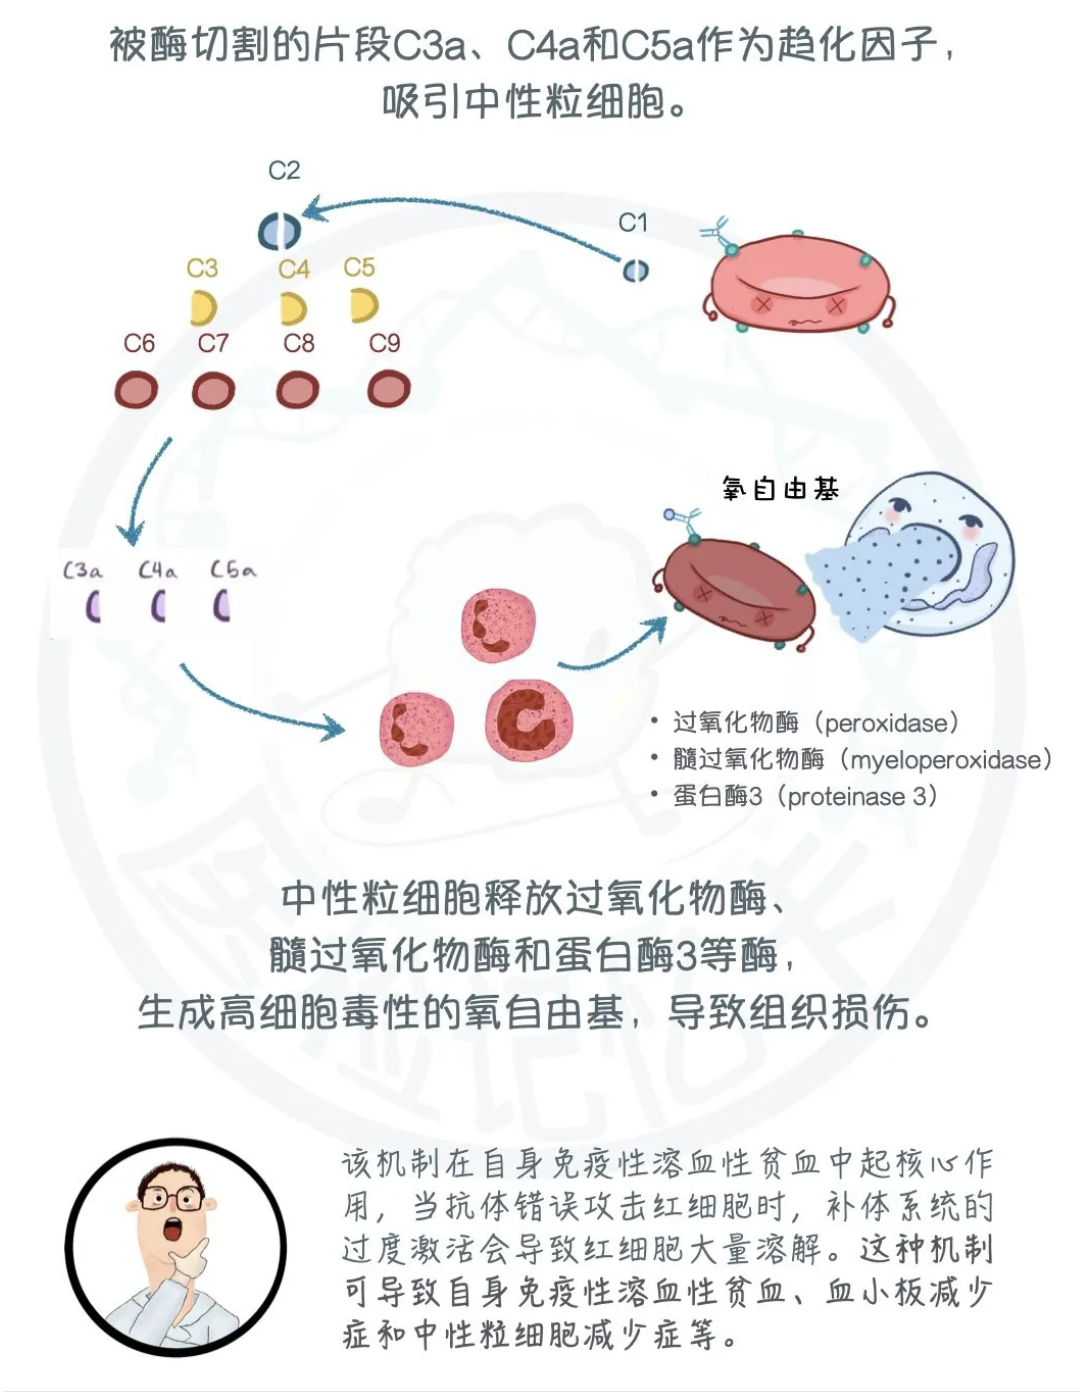 被酶切割的片段C3a、C4a和C5a作为趋化因子，
吸引中性粒细胞。
C2
C1
C3 C4 C5
C6 C7 C8 C9
氧自由基
C3a C4a C5a
• 过氧化物酶（peroxidase）
• 髓过氧化物酶（myeloperoxidase）
• 蛋白酶3（proteinase 3）
中性粒细胞释放过氧化物酶、
髓过氧化物酶和蛋白酶3等酶，
生成高细胞毒性的氧自由基，导致组织损伤。
该机制在自身免疫性溶血性贫血中起核心作
用，当抗体错误攻击红细胞时，补体系统的
过度激活会导致红细胞大量溶解。这种机制
可导致自身免疫性溶血性贫血、血小板减少
症和中性粒细胞减少症等。